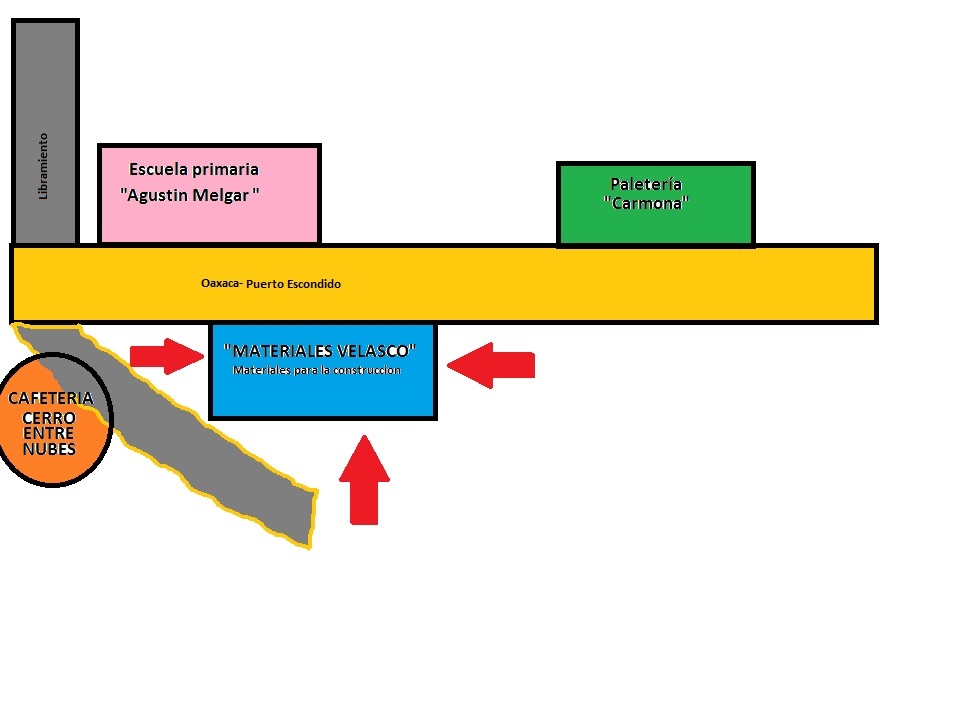 Libramiento
Escuela primaria
"Agustin Melgar "
Paletería
"Carmona"
Oaxaca- Puerto Escondido
"MATERIALES VELASCO"
Materiales para la construccion
CAFETERIA
CERRO
ENTRE
NUBES